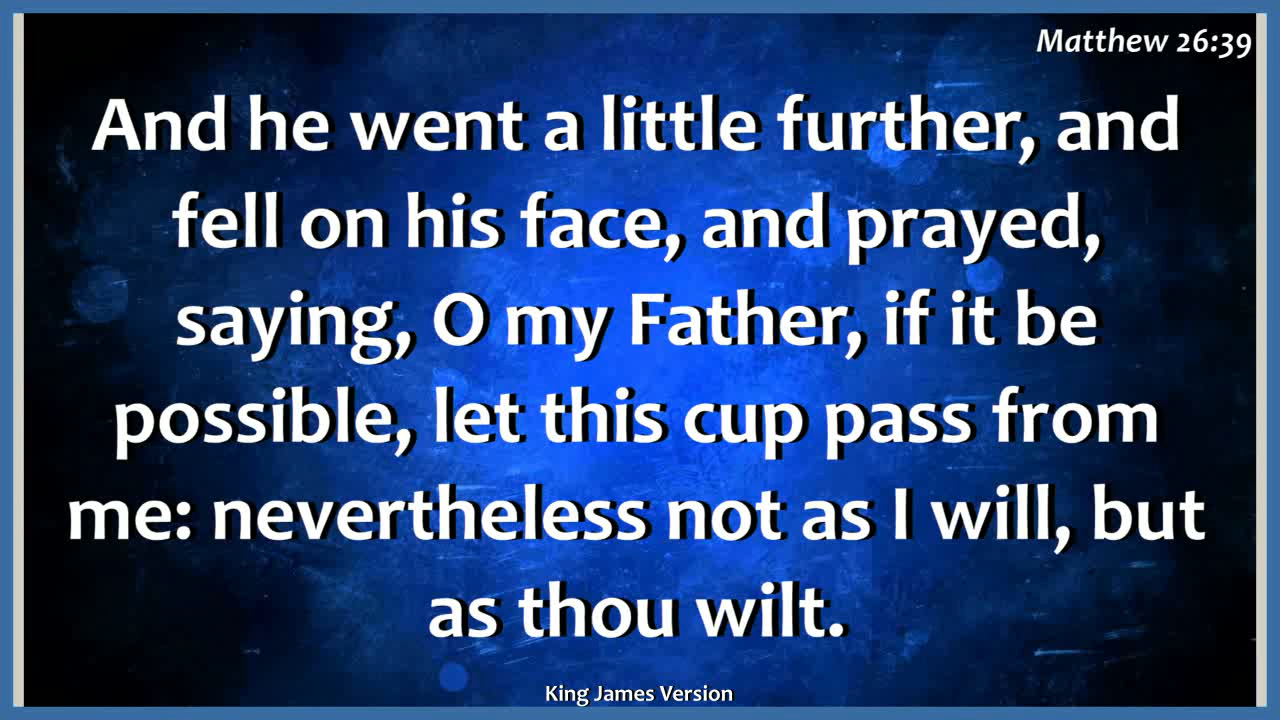 Matthew 26:39
And he went a little further, and
fell on his face, and prayed,
saying, O my Father, if it be
possible, let this cup pass from
me: nevertheless not as I will, but
as thou wilt.
King James Version